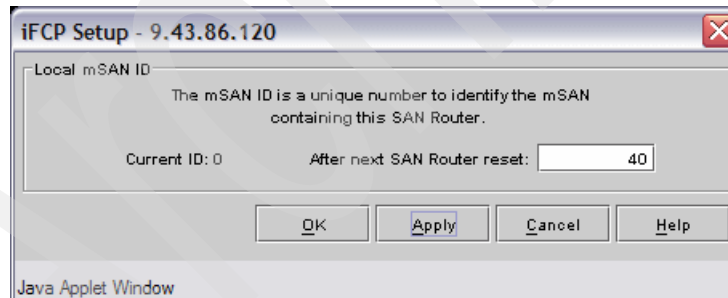 iFCP Setup - 9.43.86.120
Local mSAN ID
The mSAN ID is a unique number to identify the mSAN
containing this SAN Router.
Current ID: 0 After next SAN Router reset: 40
OK Apply Cancel Help
Java Applet Window